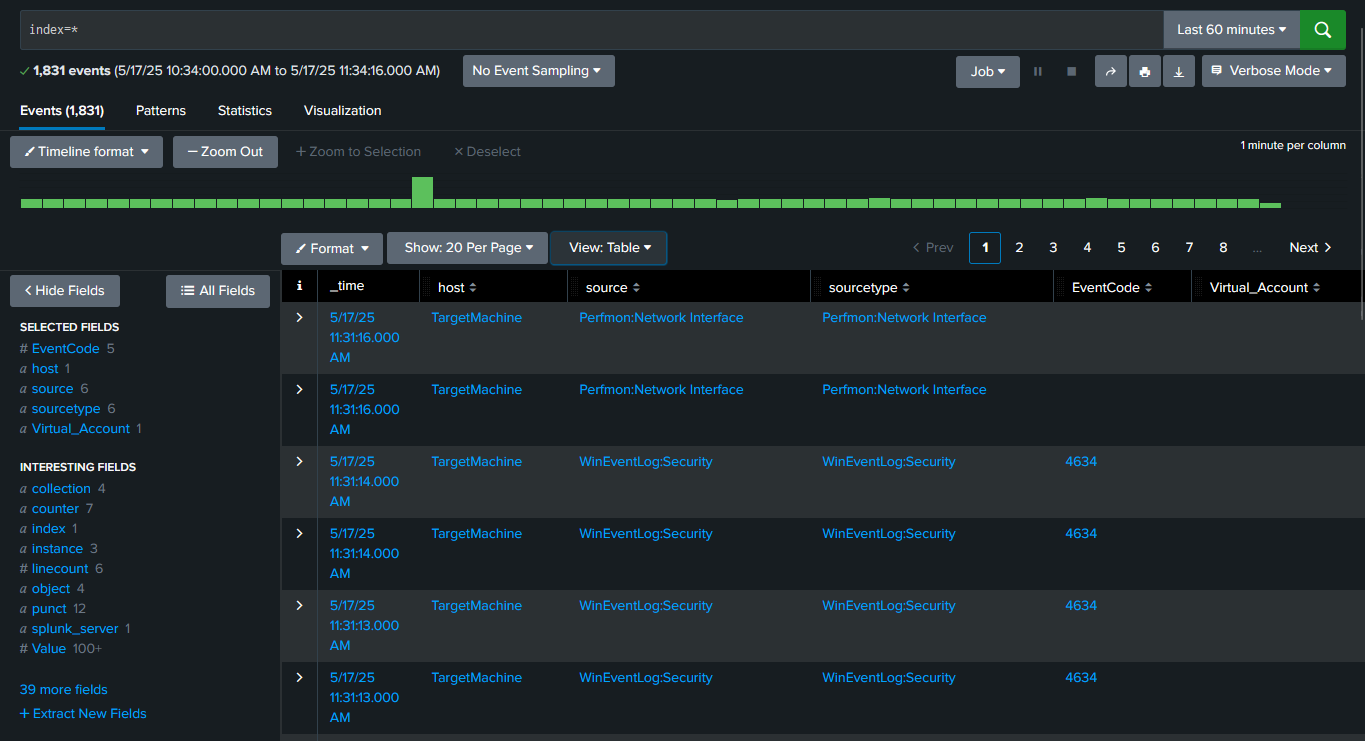 index=*
Last 60 minutes
1,831 events (5/17/25 10:34:00.000 AM to 5/17/25 11:34:16.000 AM)
No Event Sampling
Job
Verbose Mode
Events (1,831) Patterns Statistics Visualization
Timeline format
— Zoom Out
+ Zoom to Selection
× Deselect
1 minute per column
Format
Show: 20 Per Page
View: Table
< Prev 1 2 3 4 5 6 7 8 ... Next >
< Hide Fields
All Fields
SELECTED FIELDS
# EventCode 5
a host 1
a source 6
a sourcetype 6
a Virtual_Account 1
INTERESTING FIELDS
a collection 4
a counter 7
a index 1
a instance 3
# linecount 6
a object 4
a punct 12
a splunk_server 1
# Value 100+
39 more fields
+ Extract New Fields
i _time host source sourcetype EventCode Virtual_Account
> 5/17/25 TargetMachine Perfmon:Network Interface Perfmon:Network Interface
11:31:16.000
AM
> 5/17/25 TargetMachine Perfmon:Network Interface Perfmon:Network Interface
11:31:16.000
AM
> 5/17/25 TargetMachine WinEventLog:Security WinEventLog:Security 4634
11:31:14.000
AM
> 5/17/25 TargetMachine WinEventLog:Security WinEventLog:Security 4634
11:31:14.000
AM
> 5/17/25 TargetMachine WinEventLog:Security WinEventLog:Security 4634
11:31:13.000
AM
> 5/17/25 TargetMachine WinEventLog:Security WinEventLog:Security 4634
11:31:13.000
AM